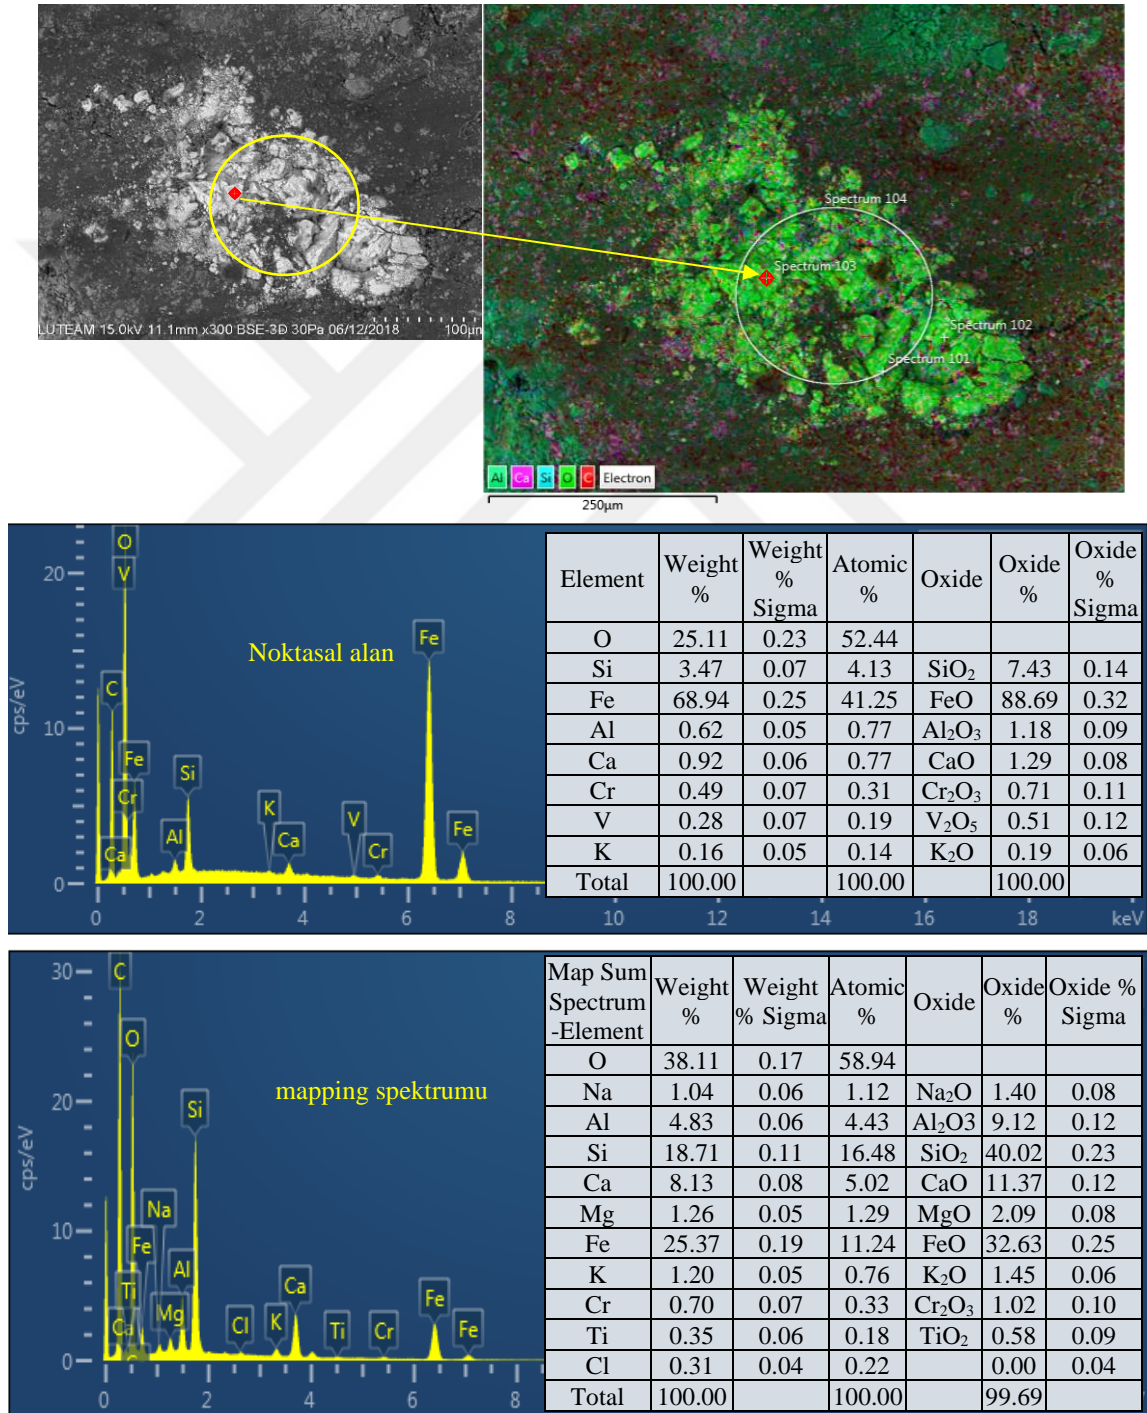 LUTEAM 15.0kV 11.1mm x300 BSE-3D 30Pa 06/12/2018 100µm
Spectrum 104
Spectrum 103
Spectrum 102
Spectrum 101
Al Ca Si O C Electron
250µm
cps/eV
20
10
0
O
V
C
Fe
Cr
Ca
Al
Si
K
Ca
V
Cr
Fe
Fe
Noktasal alan
0 2 4 6 8 10 12 14 16 18 keV
Element Weight % Weight % Sigma Atomic % Oxide Oxide % Oxide % Sigma
O 25.11 0.23 52.44
Si 3.47 0.07 4.13 SiO₂ 7.43 0.14
Fe 68.94 0.25 41.25 FeO 88.69 0.32
Al 0.62 0.05 0.77 Al₂O₃ 1.18 0.09
Ca 0.92 0.06 0.77 CaO 1.29 0.08
Cr 0.49 0.07 0.31 Cr₂O₃ 0.71 0.11
V 0.28 0.07 0.19 V₂O₅ 0.51 0.12
K 0.16 0.05 0.14 K₂O 0.19 0.06
Total 100.00 100.00 100.00
cps/eV
30
20
10
0
C
O
Si
Na
Fe
Al
Ti
Mg
Ca
Cl
K
Ca
Ti
Cr
Fe
Fe
mapping spektrumu
0 2 4 6 8
Map Sum Spectrum -Element Weight % Weight % Sigma Atomic % Oxide Oxide % Oxide % Sigma
O 38.11 0.17 58.94
Na 1.04 0.06 1.12 Na₂O 1.40 0.08
Al 4.83 0.06 4.43 Al₂O3 9.12 0.12
Si 18.71 0.11 16.48 SiO₂ 40.02 0.23
Ca 8.13 0.08 5.02 CaO 11.37 0.12
Mg 1.26 0.05 1.29 MgO 2.09 0.08
Fe 25.37 0.19 11.24 FeO 32.63 0.25
K 1.20 0.05 0.76 K₂O 1.45 0.06
Cr 0.70 0.07 0.33 Cr₂O₃ 1.02 0.10
Ti 0.35 0.06 0.18 TiO₂ 0.58 0.09
Cl 0.31 0.04 0.22 0.00 0.04
Total 100.00 100.00 99.69